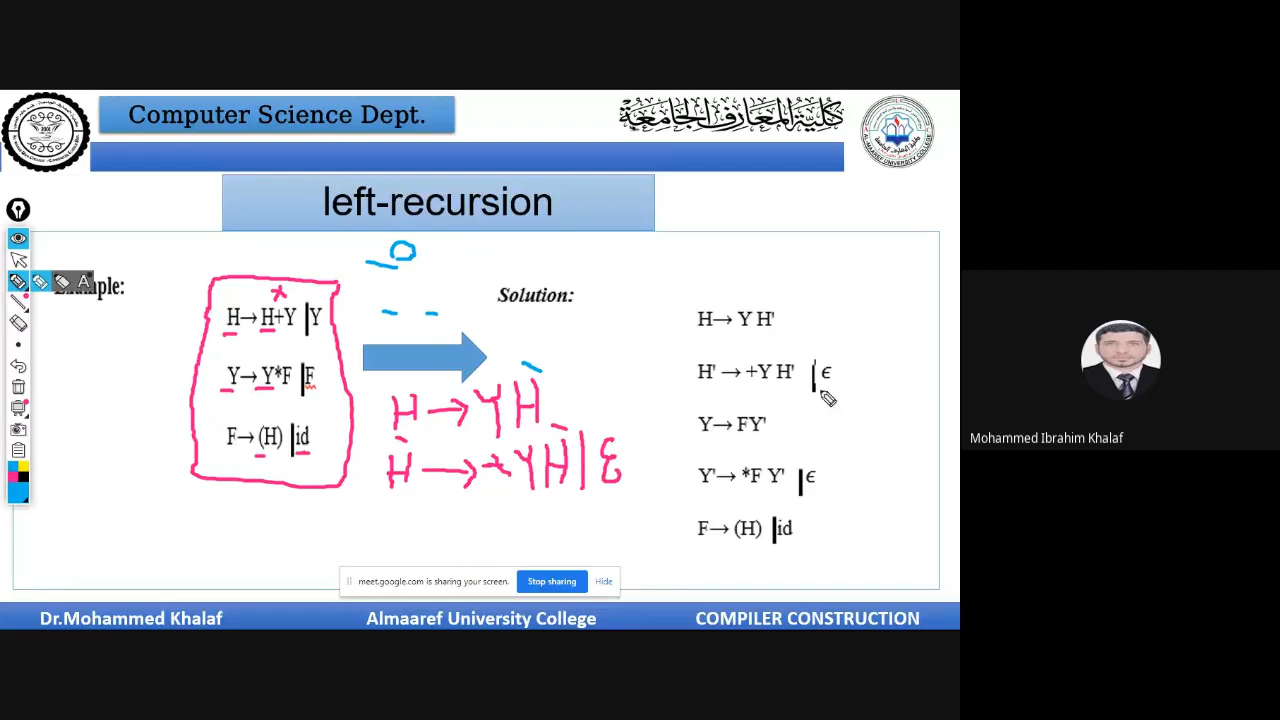 Computer Science Dept.
كلية المعارف الجامعة
left-recursion
Example:
H→ H+Y |Y
Y→ Y*F |F
F→ (H) |id
H → Y H
H → + Y H | ε
Solution:
H→ Y H'
H' → +Y H' | ϵ
Y→ FY'
Y' → *F Y' | ϵ
F→ (H) |id
A
Mohammed Ibrahim Khalaf
meet.google.com is sharing your screen.
Stop sharing
Hide
Dr.Mohammed Khalaf
Almaaref University College
COMPILER CONSTRUCTION